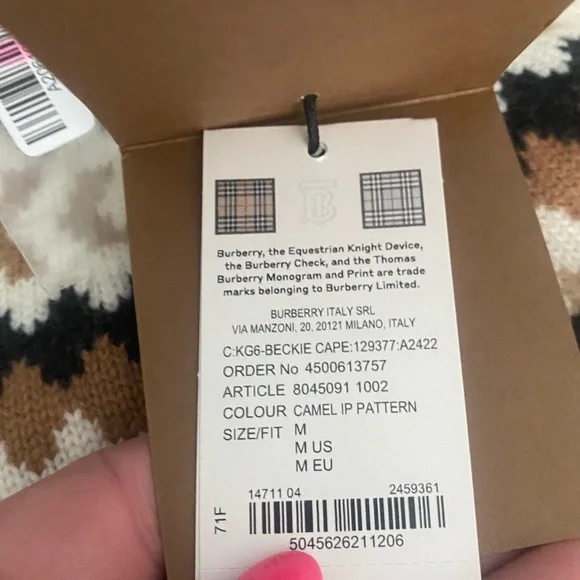 Burberry, the Equestrian Knight Device,
the Burberry Check, and the Thomas
Burberry Monogram and Print are trade
marks belonging to Burberry Limited.
BURBERRY ITALY SRL
VIA MANZONI, 20, 20121 MILANO, ITALY
C:KG6-BECKIE CAPE:129377:A2422
ORDER No 4500613757
ARTICLE 8045091 1002
COLOUR CAMEL IP PATTERN
SIZE/FIT M
M US
M EU
14711 04 2459361
71F
5045626211206